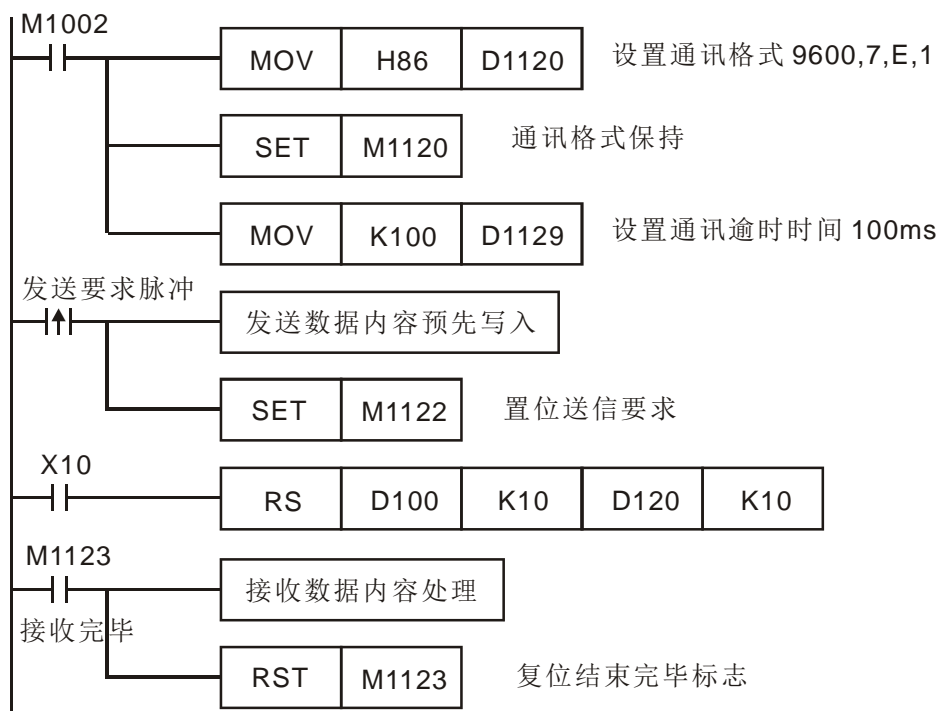 M1002
MOV H86 D1120 设置通讯格式 9600,7,E,1
SET M1120 通讯格式保持
MOV K100 D1129 设置通讯逾时时间 100ms
发送要求脉冲
发送数据内容预先写入
SET M1122 置位送信要求
X10
RS D100 K10 D120 K10
M1123
接收数据内容处理
接收完毕
RST M1123 复位结束完毕标志